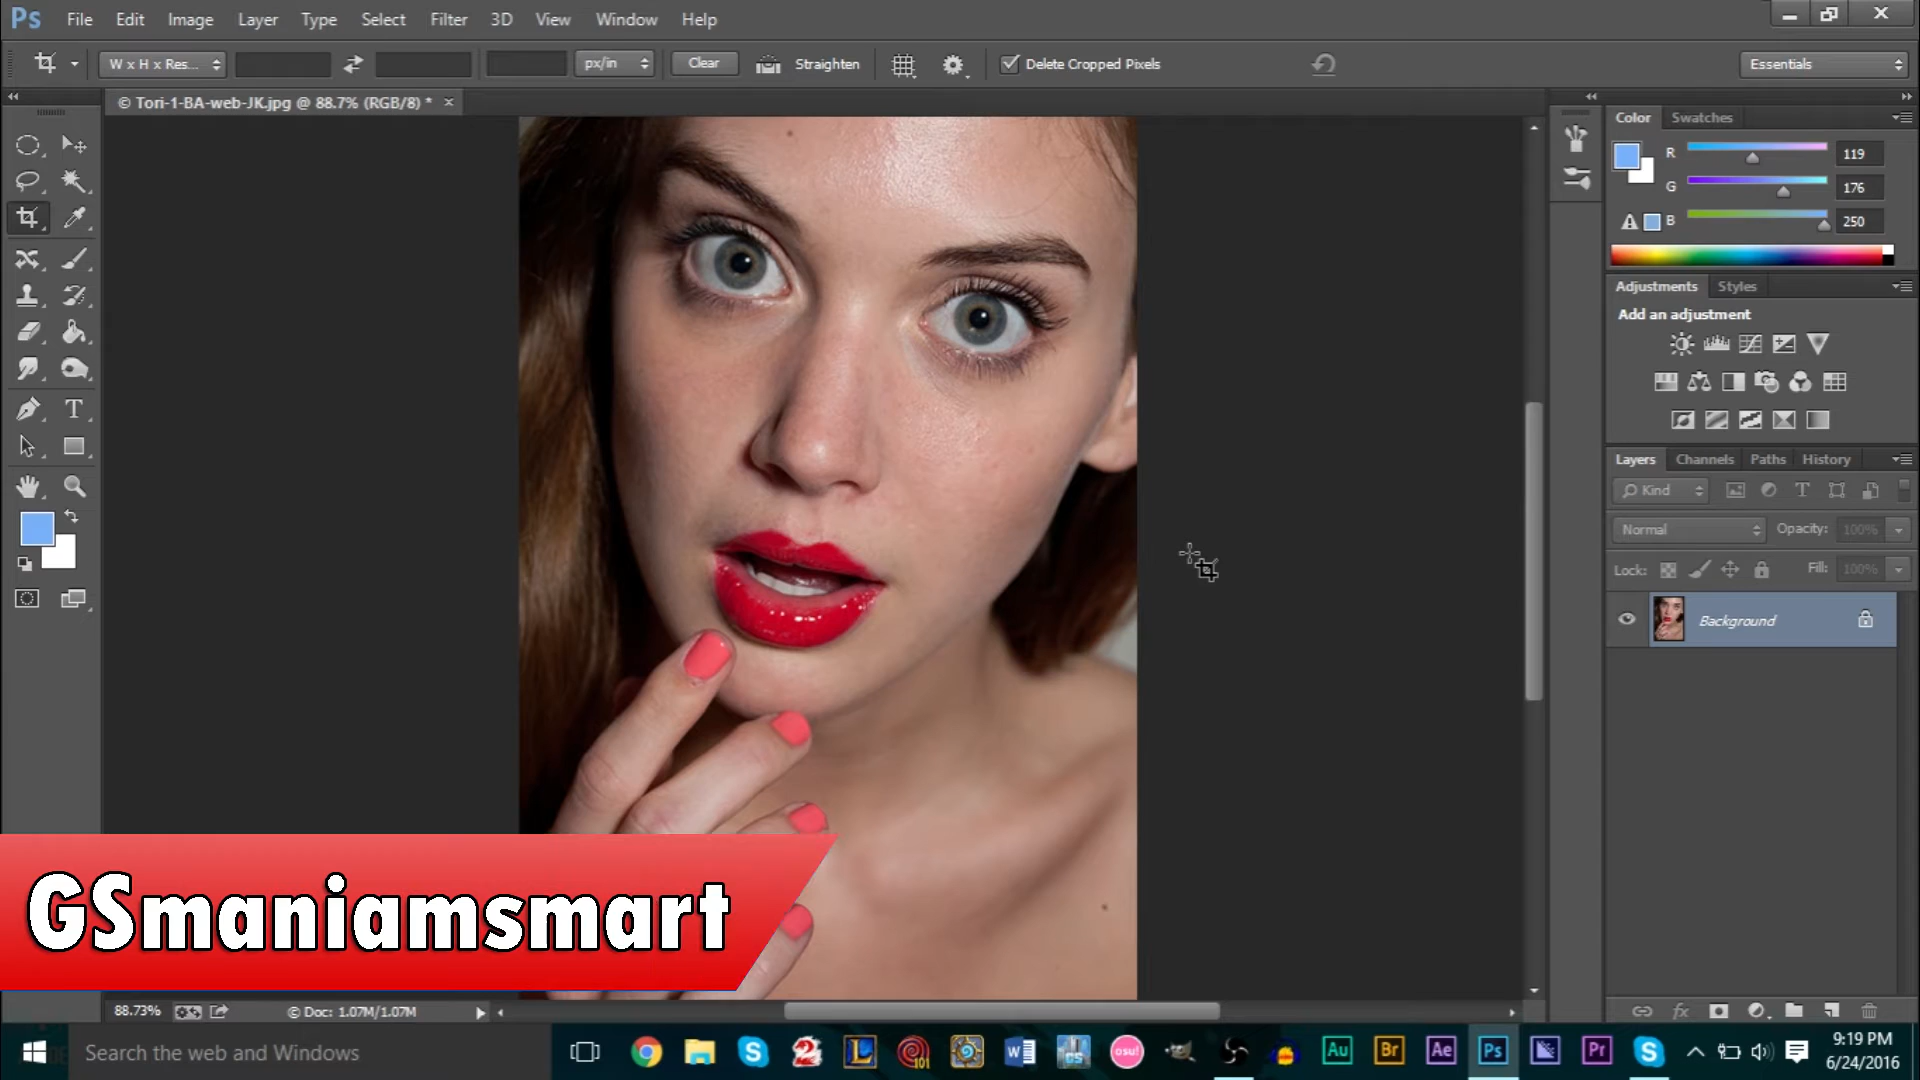 Ps File Edit Image Layer Type Select Filter 3D View Window Help
W x H x Res... px/in Clear Straighten Delete Cropped Pixels Essentials
© Tori-1-BA-web-JK.jpg @ 88.7% (RGB/8) * ×
Color Swatches
R 119
G 176
B 250
Adjustments Styles
Add an adjustment
Layers Channels Paths History
Kind
Normal Opacity: 100%
Lock: Fill: 100%
Background
T
fx
GSmaniamsmart
88.73% © Doc: 1.07M/1.07M
Search the web and Windows
101
osu!
Au Br Ae Ps Pr
9:19 PM
6/24/2016